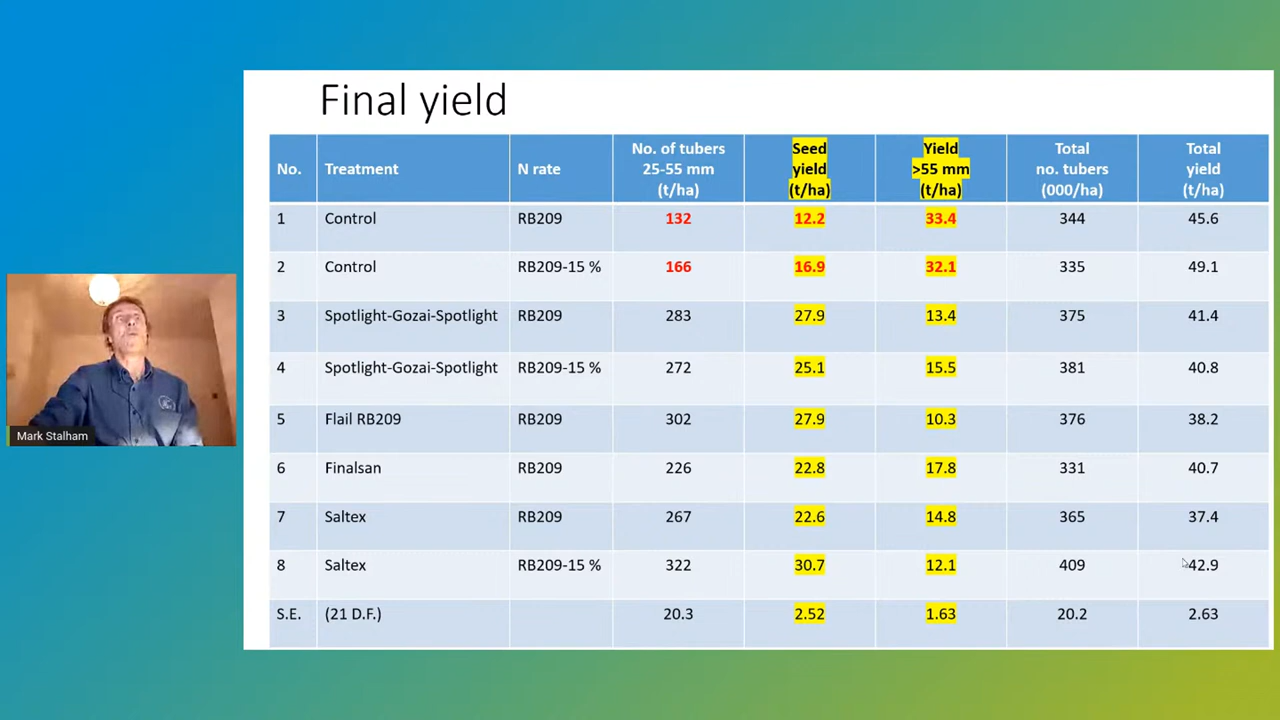 Final yield
No. Treatment N rate No. of tubers 25-55 mm (t/ha) Seed yield (t/ha) Yield >55 mm (t/ha) Total no. tubers (000/ha) Total yield (t/ha)
1 Control RB209 132 12.2 33.4 344 45.6
2 Control RB209-15 % 166 16.9 32.1 335 49.1
3 Spotlight-Gozai-Spotlight RB209 283 27.9 13.4 375 41.4
4 Spotlight-Gozai-Spotlight RB209-15 % 272 25.1 15.5 381 40.8
5 Flail RB209 RB209 302 27.9 10.3 376 38.2
6 Finalsan RB209 226 22.8 17.8 331 40.7
7 Saltex RB209 267 22.6 14.8 365 37.4
8 Saltex RB209-15 % 322 30.7 12.1 409 42.9
S.E. (21 D.F.) 20.3 2.52 1.63 20.2 2.63
Mark Stalham